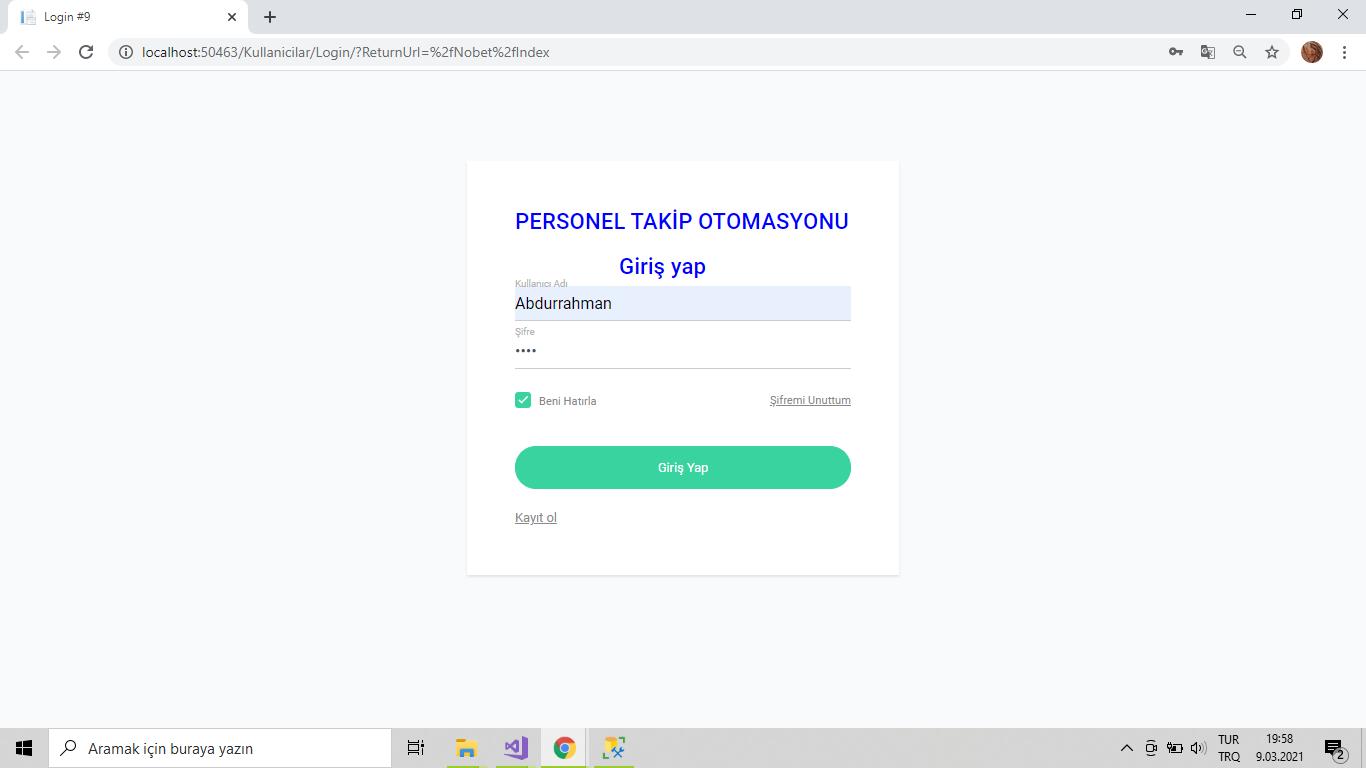 Login #9
localhost:50463/Kullanicilar/Login/?ReturnUrl=%2fNobet%2fIndex
PERSONEL TAKİP OTOMASYONU
Giriş yap
Kullanıcı Adı
Abdurrahman
Şifre
••••
Beni Hatırla
Şifremi Unuttum
Giriş Yap
Kayıt ol
Aramak için buraya yazın
TUR
TRQ
19:58
9.03.2021
2